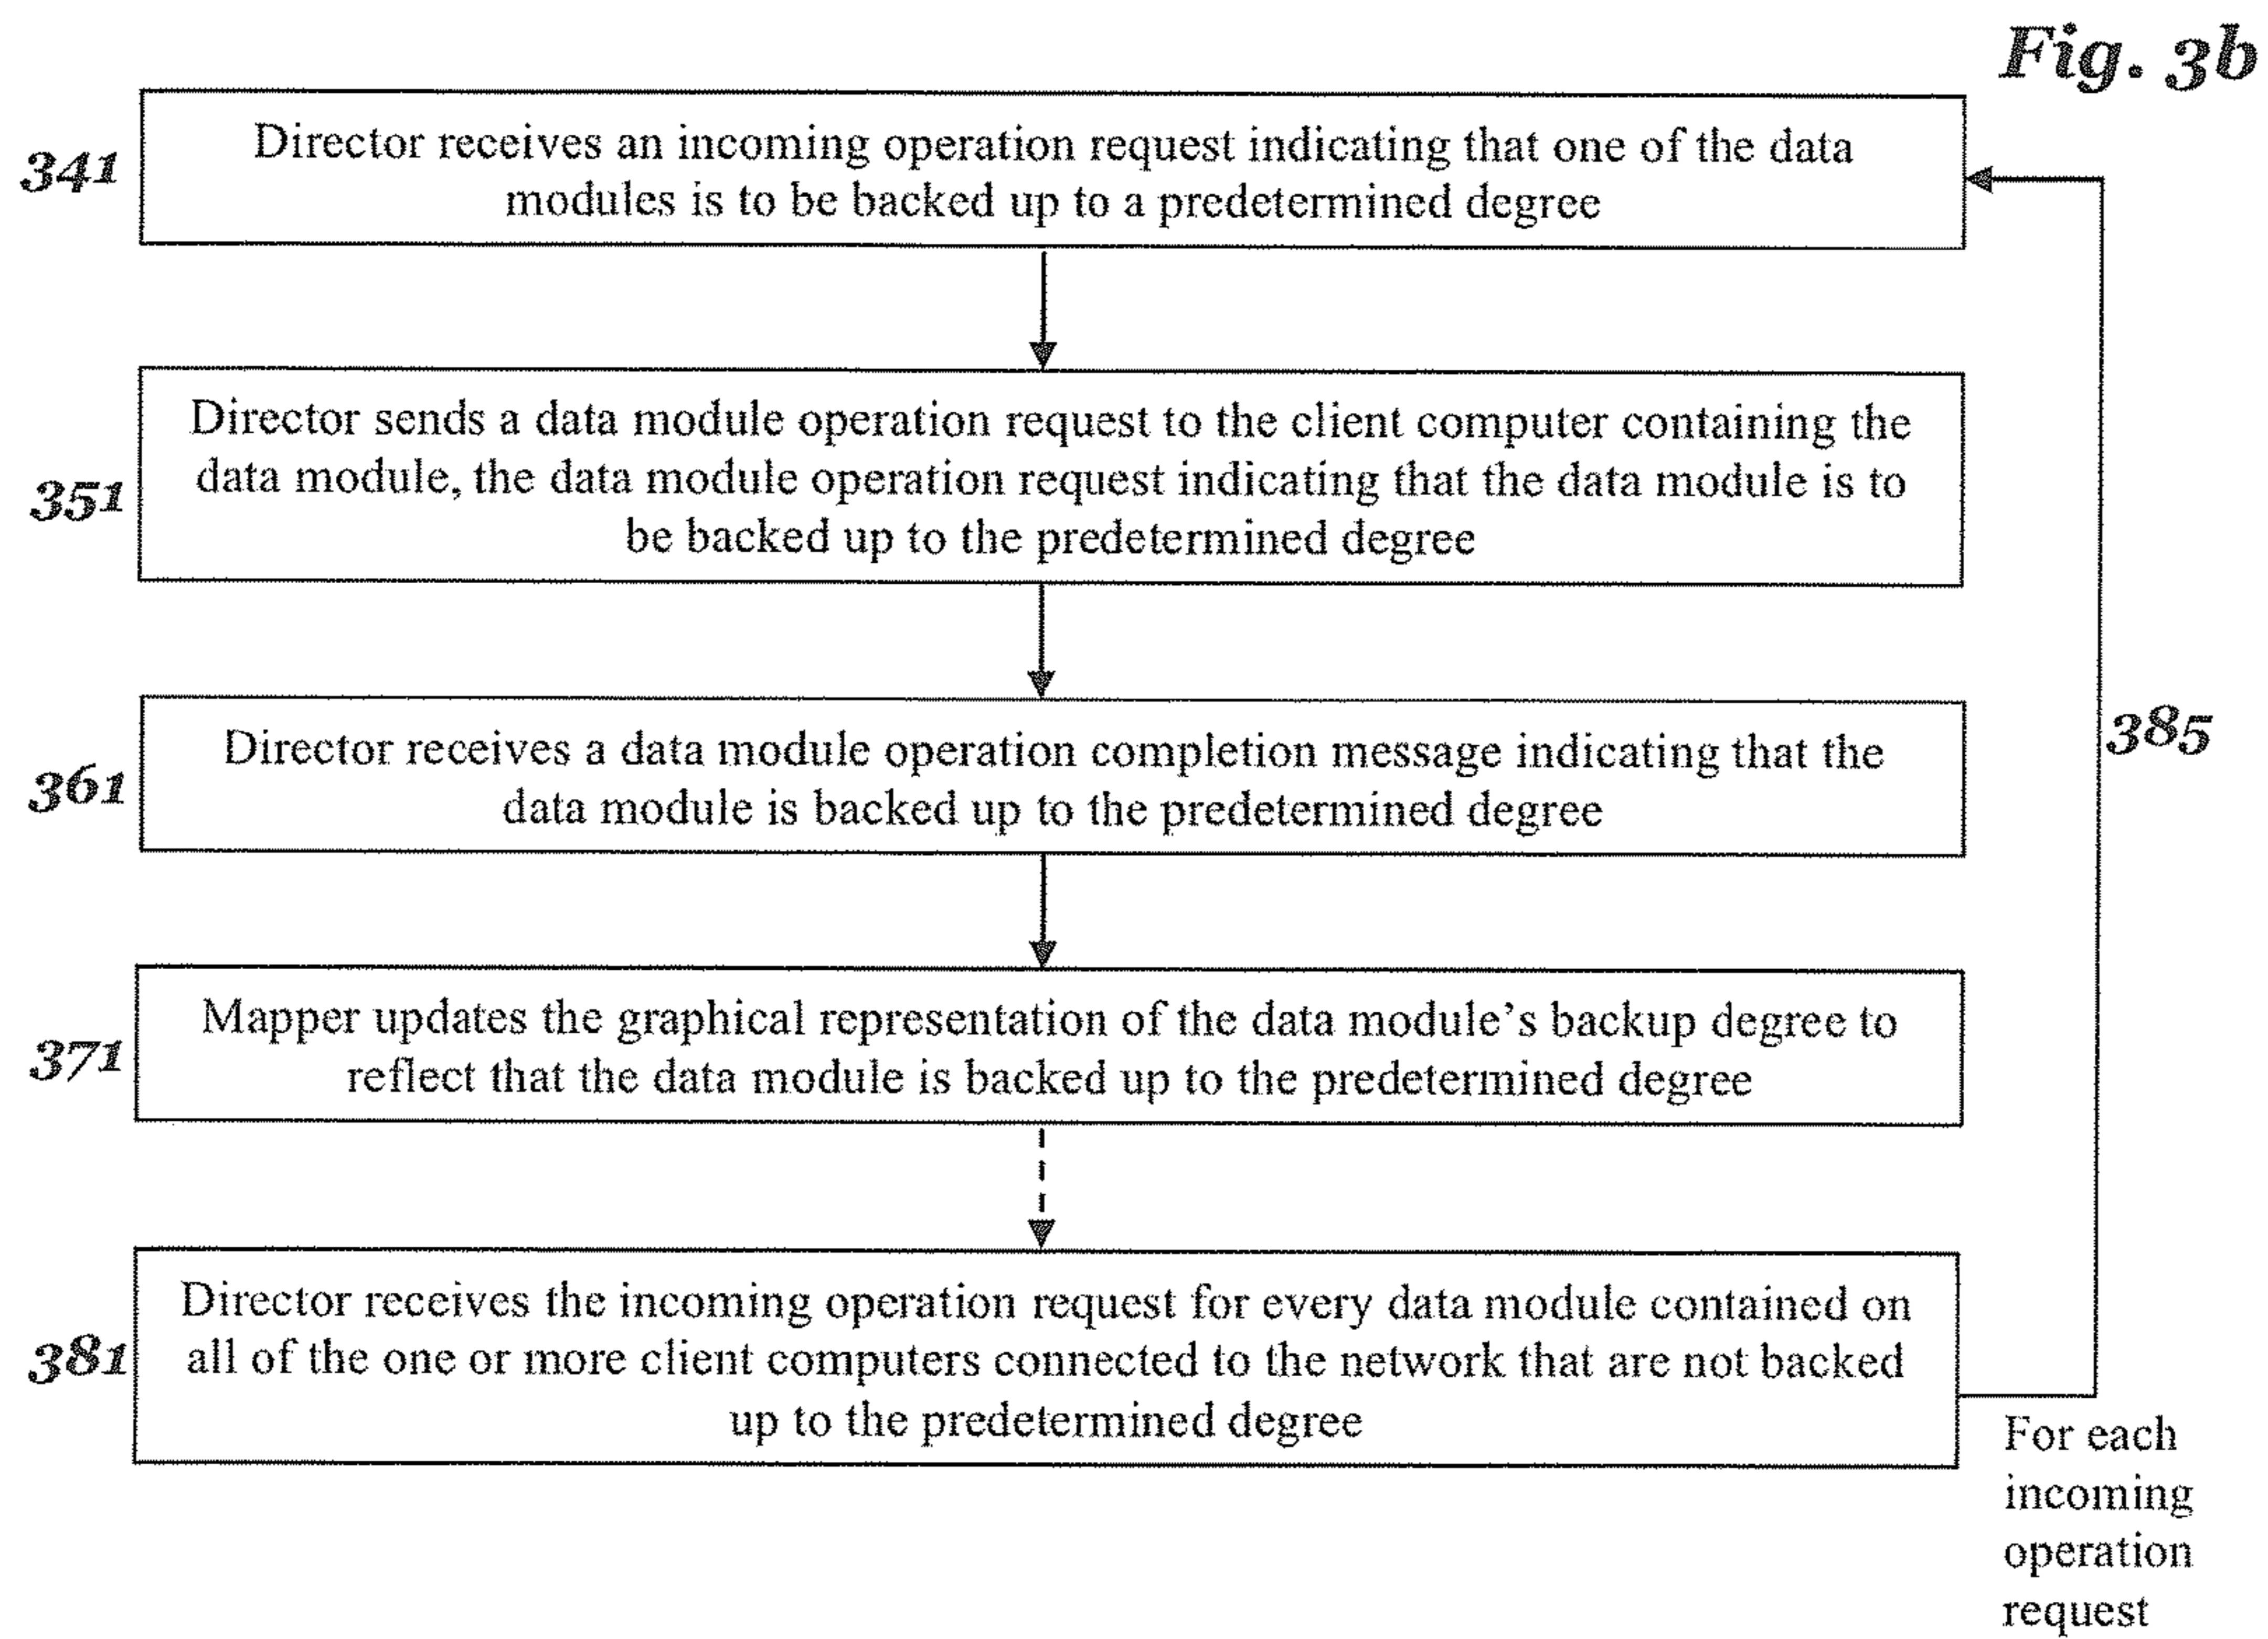 Fig. 3b
341
Director receives an incoming operation request indicating that one of the data
modules is to be backed up to a predetermined degree
351
Director sends a data module operation request to the client computer containing the
data module, the data module operation request indicating that the data module is to
be backed up to the predetermined degree
361
Director receives a data module operation completion message indicating that the
data module is backed up to the predetermined degree
385
371
Mapper updates the graphical representation of the data module's backup degree to
reflect that the data module is backed up to the predetermined degree
381
Director receives the incoming operation request for every data module contained on
all of the one or more client computers connected to the network that are not backed
up to the predetermined degree
For each
incoming
operation
request